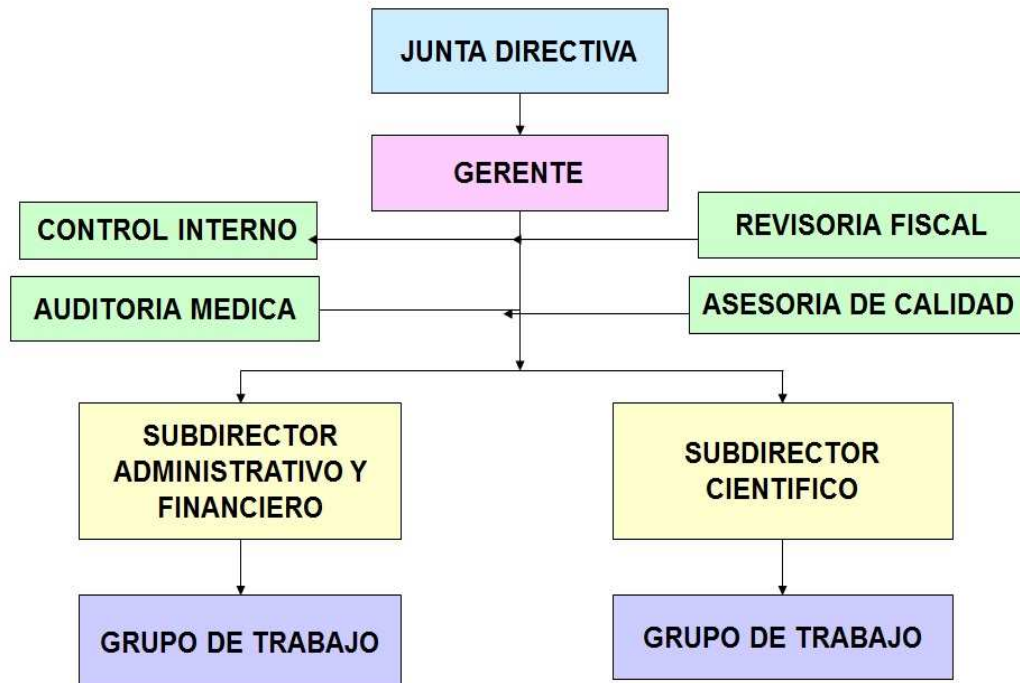 JUNTA DIRECTIVA
GERENTE
CONTROL INTERNO
REVISORIA FISCAL
AUDITORIA MEDICA
ASESORIA DE CALIDAD
SUBDIRECTOR
ADMINISTRATIVO Y
FINANCIERO
SUBDIRECTOR
CIENTIFICO
GRUPO DE TRABAJO
GRUPO DE TRABAJO